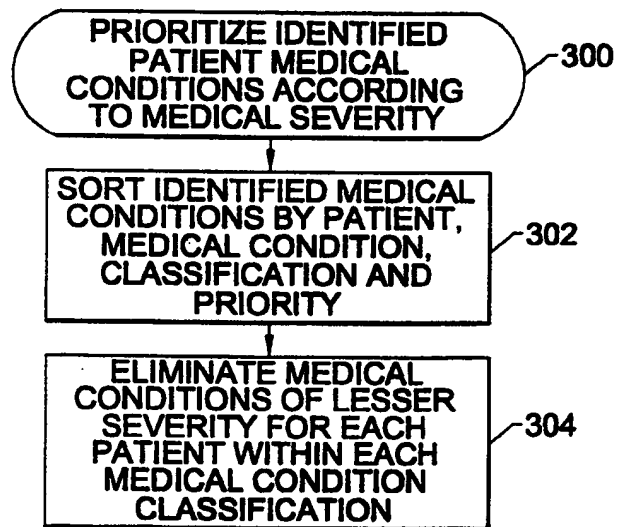 PRIORITIZE IDENTIFIED
PATIENT MEDICAL
CONDITIONS ACCORDING
TO MEDICAL SEVERITY
300
SORT IDENTIFIED MEDICAL
CONDITIONS BY PATIENT,
MEDICAL CONDITION,
CLASSIFICATION AND
PRIORITY
302
ELIMINATE MEDICAL
CONDITIONS OF LESSER
SEVERITY FOR EACH
PATIENT WITHIN EACH
MEDICAL CONDITION
CLASSIFICATION
304